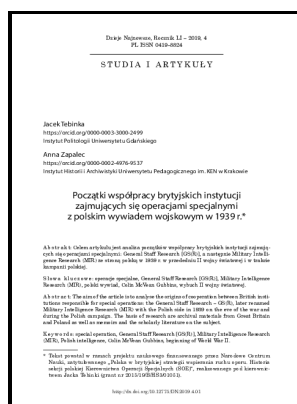 Dzieje Najnowsze, Rocznik LI – 2019, 4
PL ISSN 0419–8824
STUDIA I ARTYKUŁY
Jacek Tebinka
https://orcid.org/0000-0003-3000-2499
Instytut Politologii Uniwersytetu Gdańskiego
Anna Zapalec
https://orcid.org/0000-0002-4976-9537
Instytut Historii i Archiwistyki Uniwersytetu Pedagogicznego im. KEN w Krakowie
Początki współpracy brytyjskich instytucji
zajmujących się operacjami specjalnymi
z polskim wywiadem wojskowym w 1939 r.*
Abstrakt: Celem artykułu jest analiza początków współpracy brytyjskich instytucji zajmują-
cych się operacjami specjalnymi: General Staff Research (GS(R)), a następnie Military Intelli-
gence Research (MIR) ze stroną polską w 1939 r. w przededniu II wojny światowej i w trakcie
kampanii polskiej.
Słowa kluczowe: operacje specjalne, General Staff Research (GS(R)), Military Intelligence
Research (MIR), polski wywiad, Colin McVean Gubbins, wybuch II wojny światowej.
Abstract: The aim of the article is to analyse the origins of cooperation between British insti-
tutions responsible for special operations: the General Staff Research – GS(R), later renamed
Military Intelligence Research (MIR) with the Polish side in 1939 on the eve of the war and
during the Polish campaign. The basis of research are archival materials from Great Britain
and Poland as well as memoirs and the scholarly literature on the subject.
Keywords: special operation, General Staff Research (GS(R)), Military Intelligence Research
(MIR), Polish intelligence, Colin McVean Gubbins, beginning of World War II.
* Tekst powstał w ramach projektu naukowego finansowanego przez Narodowe Centrum
Nauki, zatytułowanego „Polska w brytyjskiej strategii wspierania ruchu oporu. Historia
sekcji polskiej Kierownictwa Operacji Specjalnych (SOE)”, realizowanego pod kierownic-
twem Jacka Tebinki (grant nr 2015/19/B/HS3/01051).
http://dx.doi.org/10.12775/DN.2019.4.01